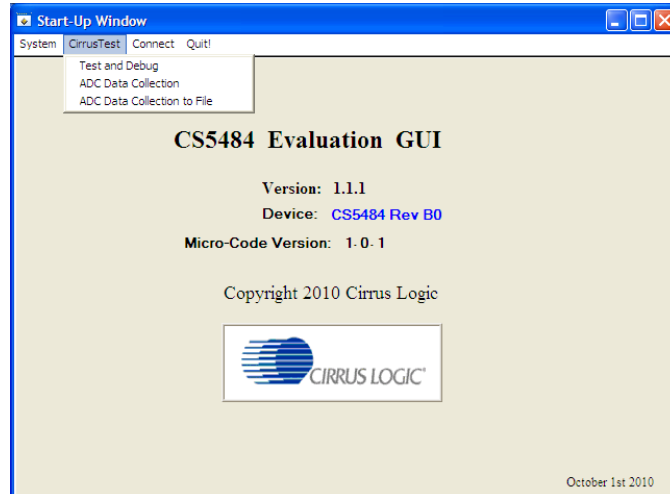 Start-Up Window
System CirrusTest Connect Quit!
Test and Debug
ADC Data Collection
ADC Data Collection to File
CS5484 Evaluation GUI
Version: 1.1.1
Device: CS5484 Rev B0
Micro-Code Version: 1-0-1
Copyright 2010 Cirrus Logic
CIRRUS LOGIC®
October 1st 2010